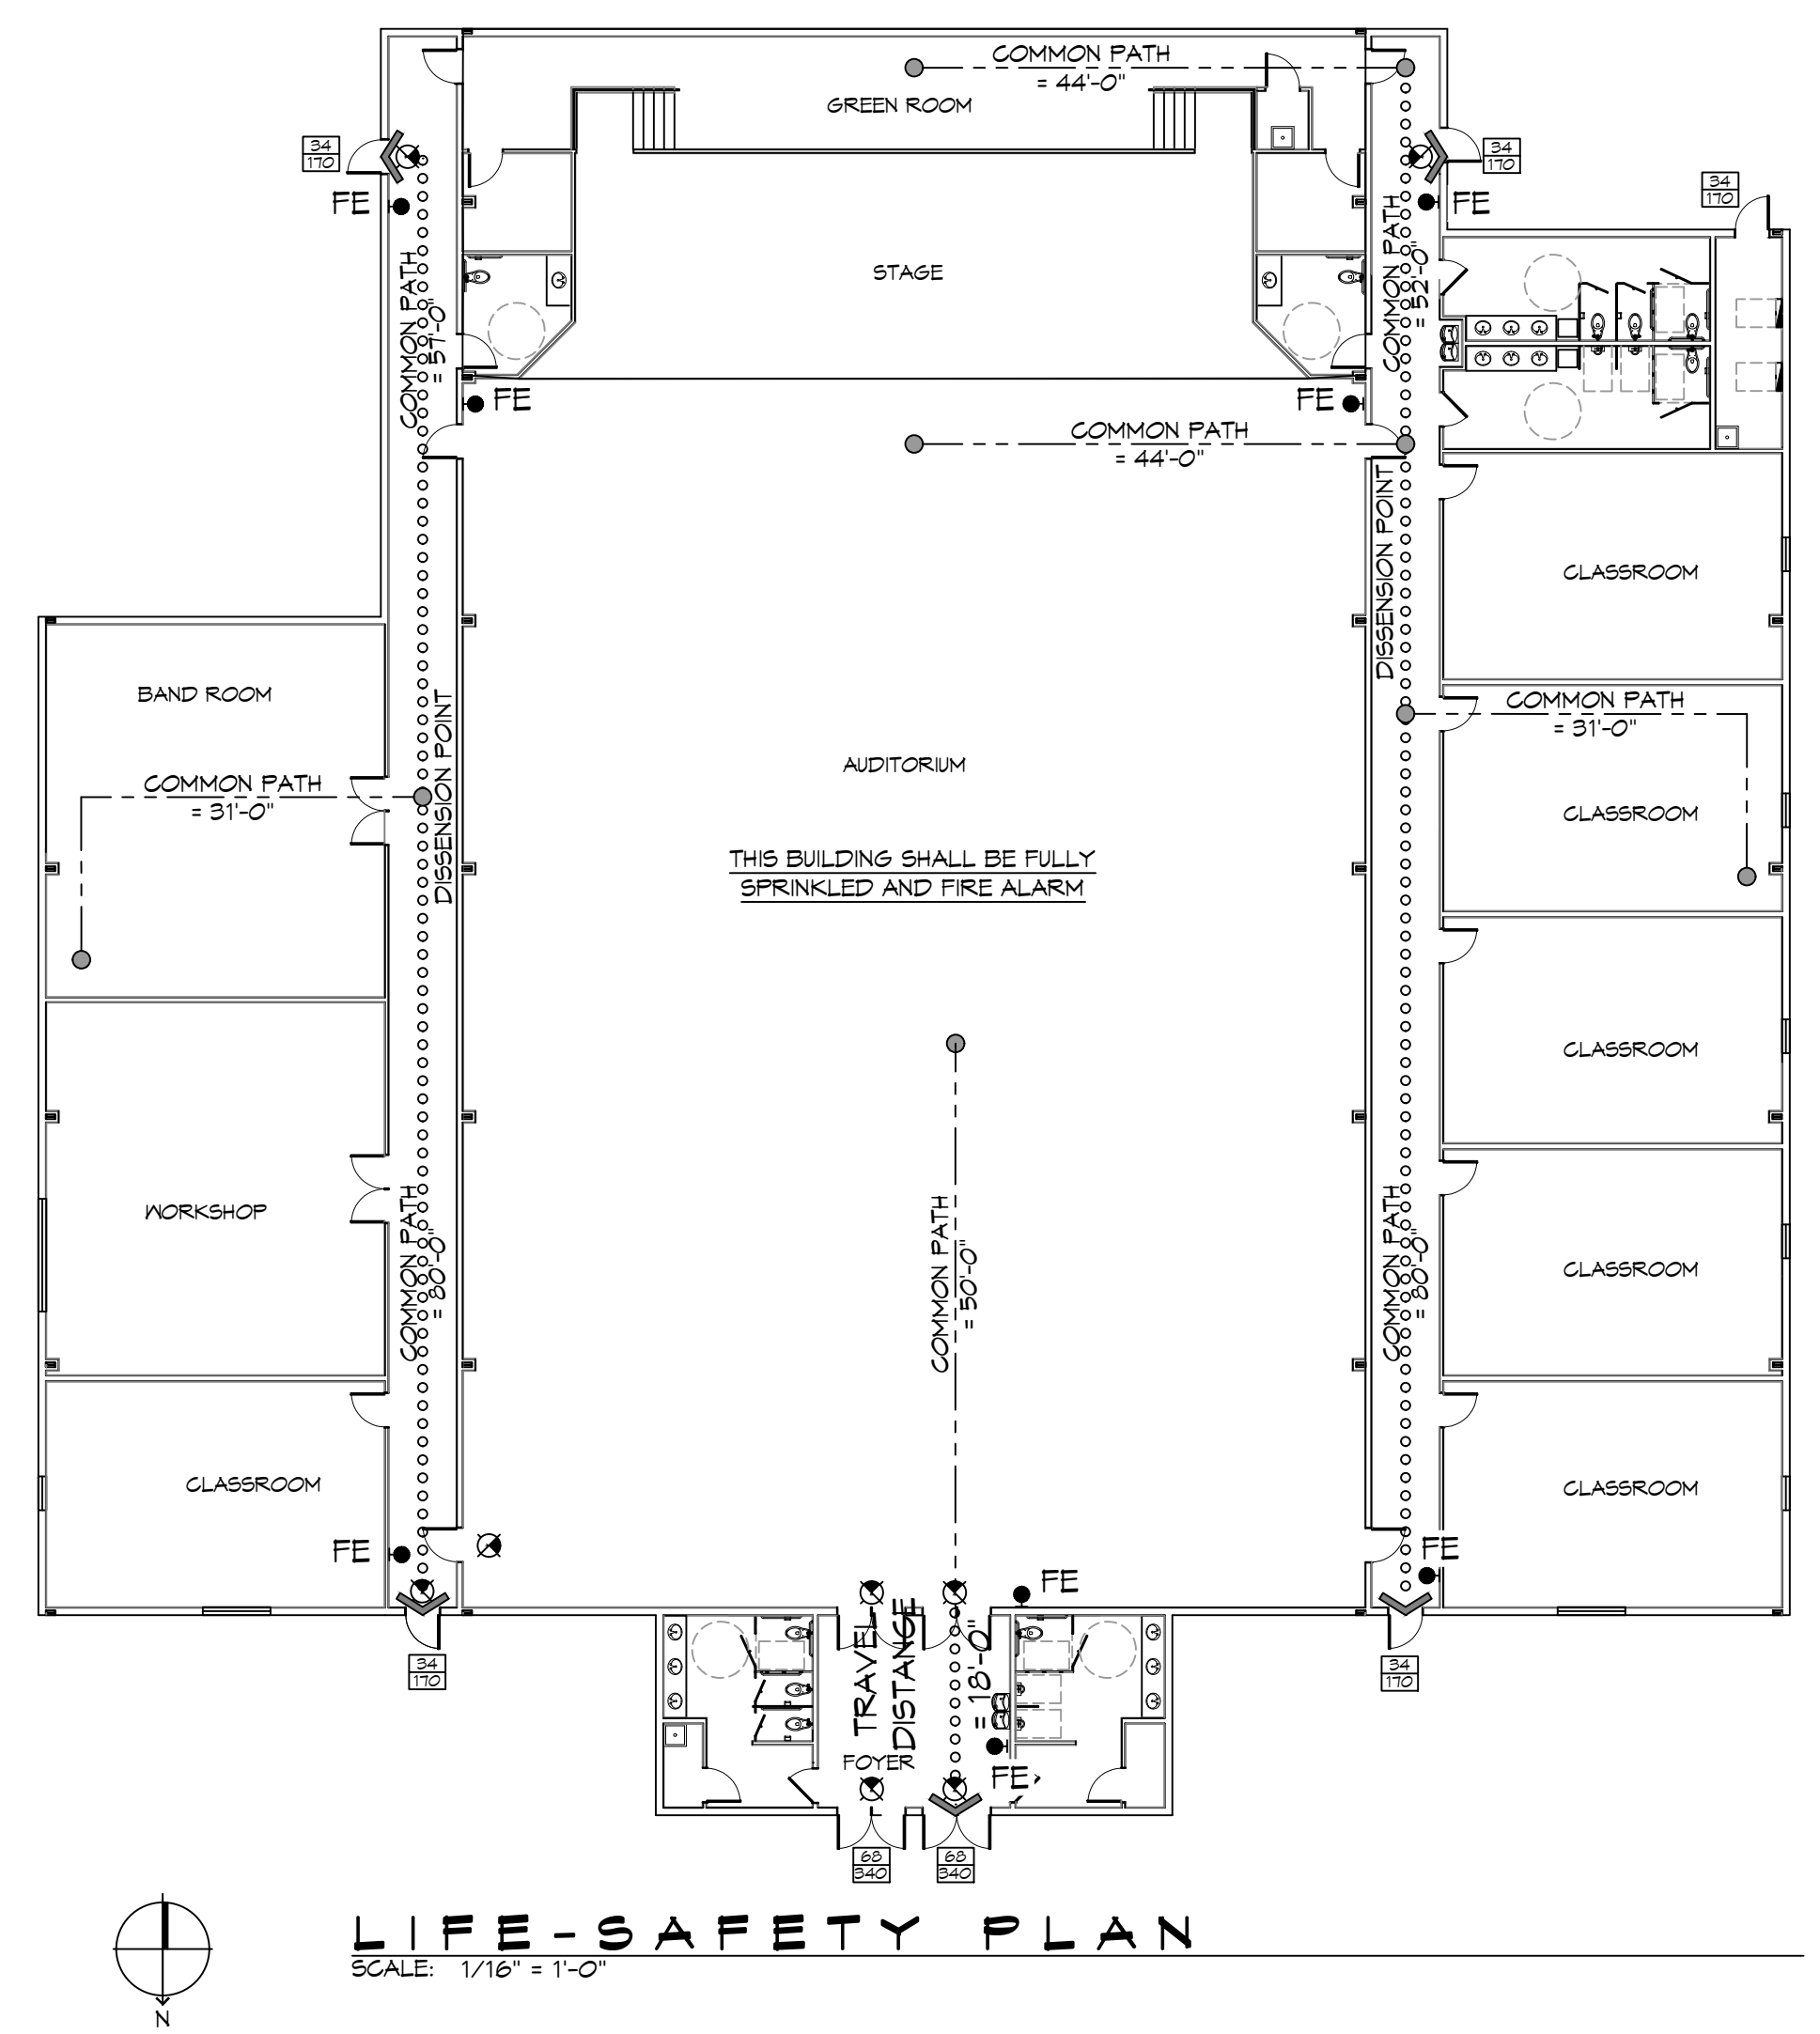 COMMON PATH
= 44'-0"
GREEN ROOM
34
170
34
170
34
170
FE
FE
COMMON PATH
= 57'-0"
COMMON PATH
= 52'-0"
STAGE
FE
FE
COMMON PATH
= 44'-0"
DISSENSION POINT
CLASSROOM
BAND ROOM
DISSENSION POINT
COMMON PATH
= 31'-0"
AUDITORIUM
COMMON PATH
= 31'-0"
CLASSROOM
THIS BUILDING SHALL BE FULLY
SPRINKLED AND FIRE ALARM
CLASSROOM
WORKSHOP
COMMON PATH
= 80'-0"
COMMON PATH
= 50'-0"
COMMON PATH
= 80'-0"
CLASSROOM
CLASSROOM
CLASSROOM
FE
FE
FE
TRAVEL
DISTANGE
= 18'-0"
34
170
34
170
FOYER
FE
68
340
68
340
LIFE-SAFETY PLAN
SCALE: 1/16" = 1'-0"
N